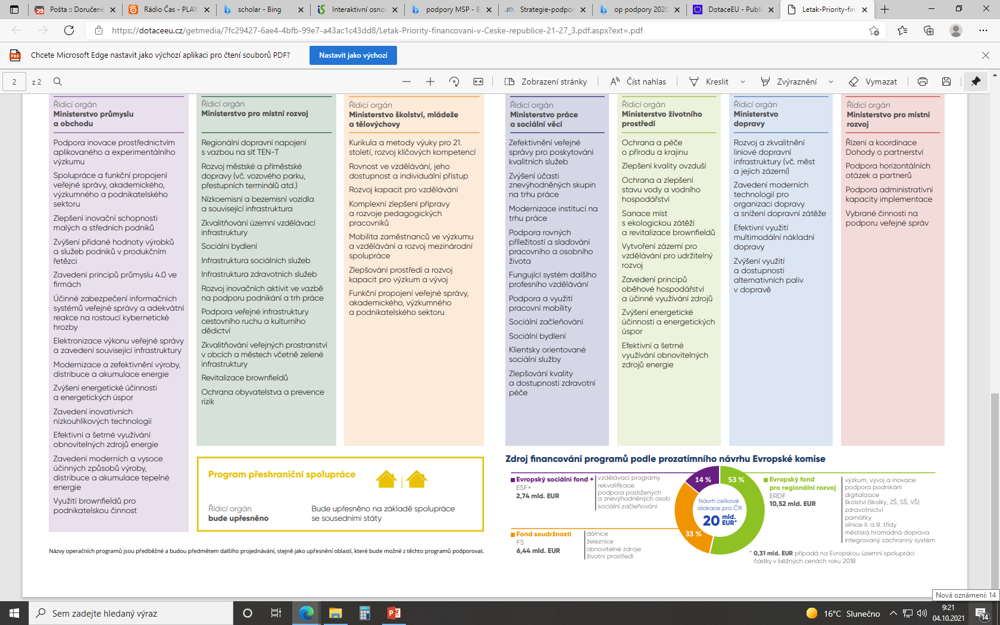 Pošta :: Doručené
Rádio Čas - PLAY
scholar - Bing
Interaktivní osnov
podpory MSP - B
Strategie-podpor
op podpory 2020
DotaceEU - Publi
Letak-Priority-fin
https://dotaceeu.cz/getmedia/7fc29427-6ae4-4bfb-99e7-a43ac1c43dd8/Letak-Priority-financovani-v-Ceske-republice-21-27_3.pdf.aspx?ext=.pdf
Chcete Microsoft Edge nastavit jako výchozí aplikaci pro čtení souborů PDF?
Nastavit jako výchozí
2 z 2
Zobrazení stránky
Číst nahlas
Kreslit
Zvýraznění
Vymazat
Řídicí orgán
Ministerstvo průmyslu
a obchodu
Podpora inovace prostřednictvím
aplikovaného a experimentálního
výzkumu
Spolupráce a funkční propojení
veřejné správy, akademického,
výzkumného a podnikatelského
sektoru
Zlepšení inovační schopnosti
malých a středních podniků
Zvýšení přidané hodnoty výrobků
a služeb podniků v produkčním
řetězci
Zavedení principů průmyslu 4.0 ve
firmách
Účinné zabezpečení informačních
systémů veřejné správy a adekvátní
reakce na rostoucí kybernetické
hrozby
Elektronizace výkonu veřejné správy
a zavedení související infrastruktury
Modernizace a zefektivnění výroby,
distribuce a akumulace energie
Zvýšení energetické účinnosti
a energetických úspor
Zavedení inovativních
nízkouhlíkových technologií
Efektivní a šetrné využívání
obnovitelných zdrojů energie
Zavedení moderních a vysoce
účinných způsobů výroby,
distribuce a akumulace tepelné
energie
Využití brownfieldů pro
podnikatelskou činnost
Řídicí orgán
Ministerstvo pro místní rozvoj
Regionální dopravní napojení
s vazbou na síť TEN-T
Rozvoj městské a příměstské
dopravy (vč. vozového parku,
přestupních terminálů atd.)
Nízkoemisní a bezemisní vozidla
a související infrastruktura
Zkvalitňování územní vzdělávací
infrastruktury
Sociální bydlení
Infrastruktura sociálních služeb
Infrastruktura zdravotních služeb
Rozvoj inovačních aktivit ve vazbě
na podporu podnikání a trh práce
Podpora veřejné infrastruktury
cestovního ruchu a kulturního
dědictví
Zkvalitňování veřejných prostranství
v obcích a městech včetně zelené
infrastruktury
Revitalizace brownfieldů
Ochrana obyvatelstva a prevence
rizik
Řídicí orgán
Ministerstvo školství, mládeže
a tělovýchovy
Kurikula a metody výuky pro 21.
století, rozvoj klíčových kompetencí
Rovnost ve vzdělávání, jeho
dostupnost a individuální přístup
Rozvoj kapacit pro vzdělávání
Komplexní zlepšení přípravy
a rozvoje pedagogických
pracovníků
Mobilita zaměstnanců ve výzkumu
a vzdělávání a rozvoj mezinárodní
spolupráce
Zlepšování prostředí a rozvoj
kapacit pro výzkum a vývoj
Funkční propojení veřejné správy,
akademického, výzkumného
a podnikatelského sektoru
Řídicí orgán
Ministerstvo práce
a sociální věcí
Zefektivnění veřejné
správy pro poskytování
kvalitních služeb
Zvýšení účasti
znevýhodněných skupin
na trhu práce
Modernizace institucí na
trhu práce
Podpora rovných
příležitostí a slaďování
pracovního a osobního
života
Fungující systém dalšího
profesního vzdělávání
Podpora a využití
pracovní mobility
Sociální začleňování
Sociální bydlení
Klientsky orientované
sociální služby
Zlepšování kvality
a dostupnosti zdravotní
péče
Řídicí orgán
Ministerstvo životního
prostředí
Ochrana a péče
o přírodu a krajinu
Zlepšení kvality ovzduší
Ochrana a zlepšení
stavu vody a vodního
hospodářství
Sanace míst
s ekologickou zátěží
a revitalizace brownfieldů
Vytvoření zázemí pro
vzdělávání pro udržitelný
rozvoj
Zavedení principů
oběhové hospodářství
a účinné využívání zdrojů
Zvýšení energetické
účinnosti a energetických
úspor
Efektivní a šetrné
využívání obnovitelných
zdrojů energie
Řídicí orgán
Ministerstvo
dopravy
Rozvoj a zkvalitnění
liniové dopravní
infrastruktury (vč. měst
a jejich zázemí)
Zavedení moderních
technologií pro
organizaci dopravy
a snížení dopravní zátěže
Efektivní využití
multimodální nákladní
dopravy
Zvýšení využití
a dostupnosti
alternativních paliv
v dopravě
Řídicí orgán
Ministerstvo pro místní
rozvoj
Řízení a koordinace
Dohody o partnerství
Podpora horizontálních
otázek a partnerů
Podpora administrativní
kapacity implementace
Vybrané činnosti na
podporu veřejné správ
Program přeshraniční spolupráce
Řídicí orgán
bude upřesněno
Bude upřesněno na základě spolupráce
se sousedními státy
Názvy operačních programů jsou předběžné a budou předmětem dalšího projednávání, stejně jako upřesnění oblastí, které bude možné z těchto programů podporovat.
Zdroj financování programů podle prozatímního návrhu Evropské komise
Evropský sociální fond +
ESF+
2,74 mld. EUR
vzdělávací programy
rekvalifikace
podpora postižených
a znevýhodněných osob
sociální začleňování
Fond soudržnosti
FS
6,44 mld. EUR
dálnice
železnice
obnovitelné zdroje
životní prostředí
14 %
53 %
33 %
Návrh celkové
alokace pro ČR
20 mld. EUR*
Evropský fond
pro regionální rozvoj
ERDF
10,52 mld. EUR
výzkum, vývoj a inovace
podpora podnikání
digitalizace
školství (školky, ZŠ, SŠ, VŠ)
zdravotnictví
památky
silnice II. a III. třídy
městská hromadná doprava
integrovaný záchranný systém
* 0,31 mld. EUR připadá na Evropskou územní spolupráci
částky v běžných cenách roku 2018
Nová oznámení: 14
Sem zadejte hledaný výraz
16°C Slunečno
9:21
04.10.2021
14